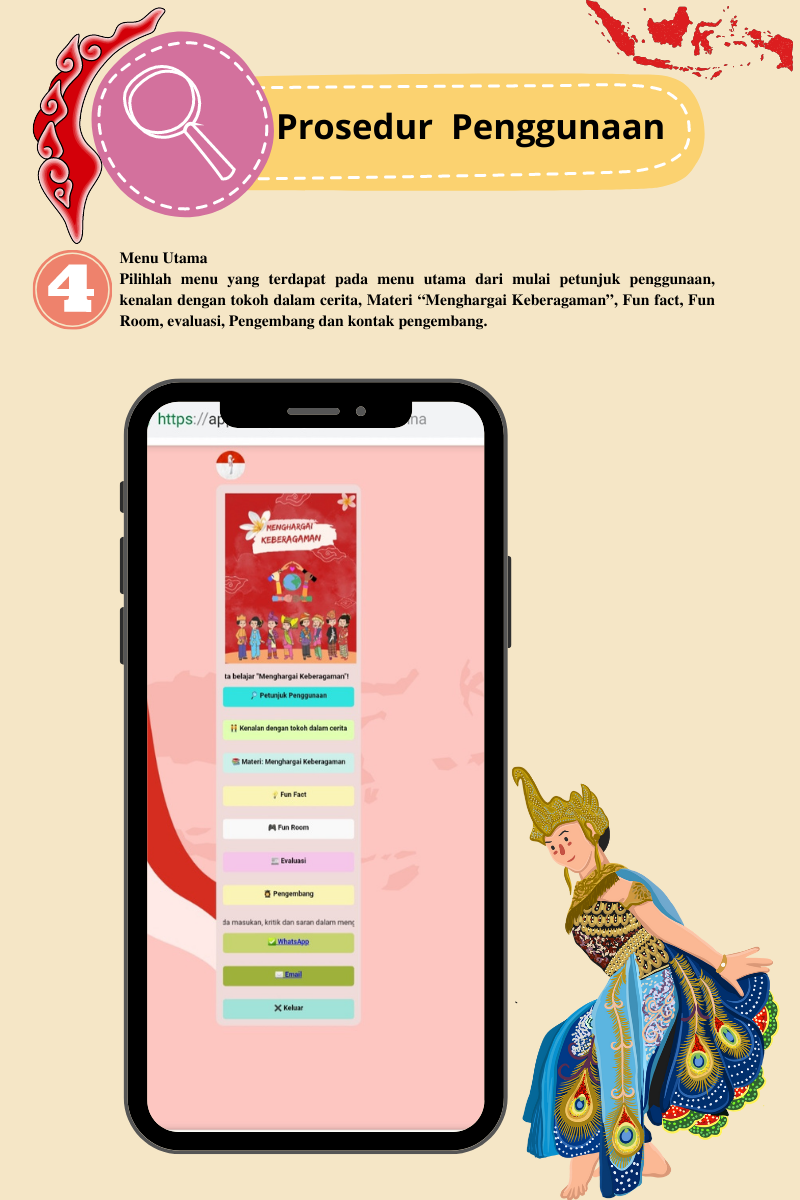 Prosedur Penggunaan
4
Menu Utama
Pilihlah menu yang terdapat pada menu utama dari mulai petunjuk penggunaan,
kenalan dengan tokoh dalam cerita, Materi “Menghargai Keberagaman”, Fun fact, Fun
Room, evaluasi, Pengembang dan kontak pengembang.
https://ap
na
MENGHARGAI
KEBERAGAMAN
ta belajar "Menghargai Keberagaman"!
Petunjuk Penggunaan
Kenalan dengan tokoh dalam cerita
Materi: Menghargai Keberagaman
Fun Fact
Fun Room
Evaluasi
Pengembang
da masukan, kritik dan saran dalam meng
WhatsApp
Email
Keluar